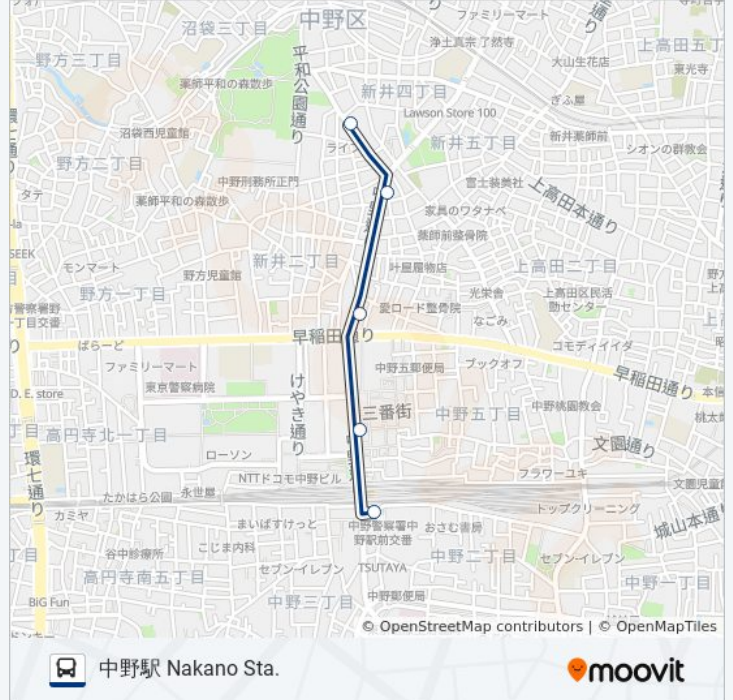 中野区
沼袋三丁目
ファミリーマート
浄土真宗 了然寺
上高田五丁
野方三丁目
平和公園通り
大山生花店
東光寺
薬師平和の森散歩
新井四丁目
ぎふ屋
Lawson Store 100
沼袋西児童館
新井五丁目
新井薬師前
シオンの群教会
野方二丁目
中野刑務所正門
富士装美社
上高田本通り
タテ
薬師平和の森散歩
家具のワタナベ
薬師前整骨院
SEEK
モンマート
新井二丁目
叶屋履物店
上高田二丁目
野方児童館
野方一丁目
光栄舎
上高田区民活
動センター
警察署野
丁目交番
愛ロード整骨院
なごみ
早稲田通り
ぱらーど
コモディイイダ
ファミリーマート
中野五郵便局
ブックオフ
早稲田通り
東京警察病院
けやき通り
D. E. store
三番街
中野五丁目
中野桃園教会
高円寺北一丁目
文園通り
環七通り
ローソン
NTTドコモ中野ビル
フラワーユキ
たかはら公園
永世屋
トップクリーニング
カミヤ
まいばすけっと
中野警察署中
野駅前交番
おさむ書房
城山本通り
谷中診療所
こじま内科
中野二丁目
セブン-イレブン
高円寺南五丁目
セブン-イレブン
TSUTAYA
中野一丁目
BiG Fun
中野三丁目
中野郵便局
© OpenStreetMap contributors | © OpenMapTiles
中野駅 Nakano Sta.
moovit